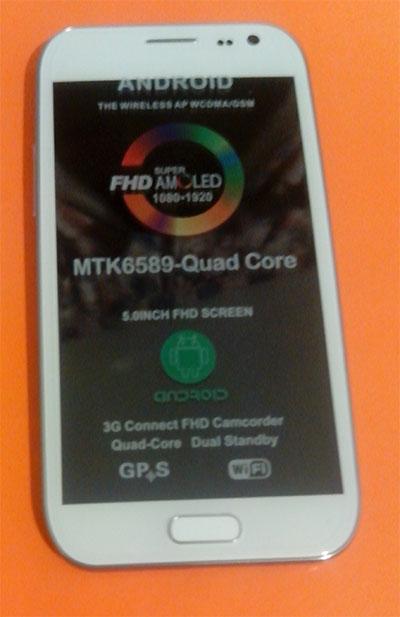 ANDROID
THE WIRELESS AP WCDMA/GSM
SUPER
FHD AMOLED
1080-1920
MTK6589-Quad Core
5.0INCH FHD SCREEN
ANDROID
3G Connect FHD Camcorder
Quad-Core Dual Standby
GPS WiFi